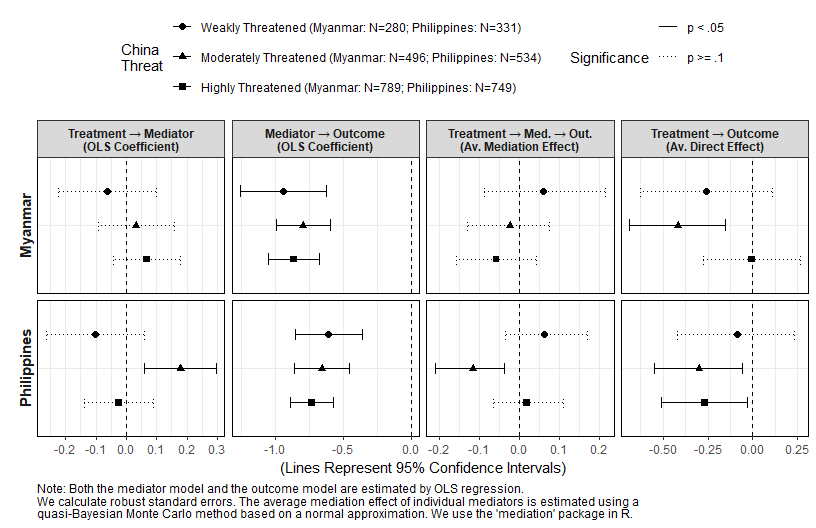 China
Threat
Weakly Threatened (Myanmar: N=280; Philippines: N=331)
Moderately Threatened (Myanmar: N=496; Philippines: N=534)
Highly Threatened (Myanmar: N=789; Philippines: N=749)
Significance
p < .05
p >= .1
Treatment → Mediator
(OLS Coefficient)
Mediator → Outcome
(OLS Coefficient)
Treatment → Med. → Out.
(Av. Mediation Effect)
Treatment → Outcome
(Av. Direct Effect)
Myanmar
Philippines
-0.2 -0.1 0.0 0.1 0.2 0.3
-1.0 -0.5 0.0
-0.2 0.0 0.2
-0.50 -0.25 0.00 0.25
(Lines Represent 95% Confidence Intervals)
Note: Both the mediator model and the outcome model are estimated by OLS regression.
We calculate robust standard errors. The average mediation effect of individual mediators is estimated using a
quasi-Bayesian Monte Carlo method based on a normal approximation. We use the 'mediation' package in R.